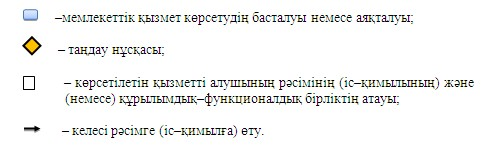 –мемлекеттік қызмет көрсетудің басталуы немесе аяқталуы;
– таңдау нұсқасы;
– көрсетілетін қызметті алушының рәсімінің (іс–қимылының) және
(немесе) құрылымдық–функционалдық бірліктің атауы;
– келесі рәсімге (іс–қимылға) өту.